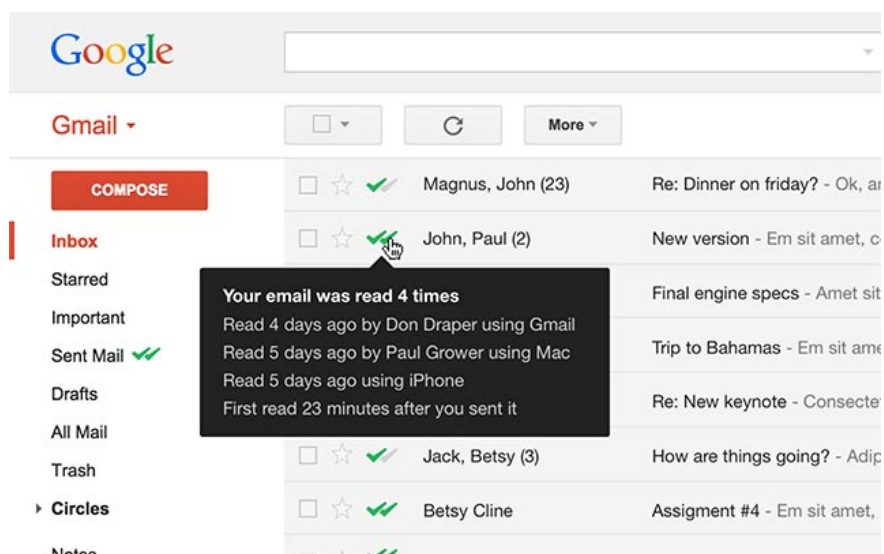 Google
Gmail
More
COMPOSE
Magnus, John (23) Re: Dinner on friday? - Ok, ar
Inbox
John, Paul (2) New version - Em sit amet, c
Starred
Your email was read 4 times
Read 4 days ago by Don Draper using Gmail
Read 5 days ago by Paul Grower using Mac
Read 5 days ago using iPhone
First read 23 minutes after you sent it
Final engine specs - Amet sit
Important
Sent Mail
Trip to Bahamas - Em sit ame
Drafts
Re: New keynote - Consectet
All Mail
Trash
Jack, Betsy (3) How are things going? - Adip
Circles
Betsy Cline Assigment #4 - Em sit amet,
Notes